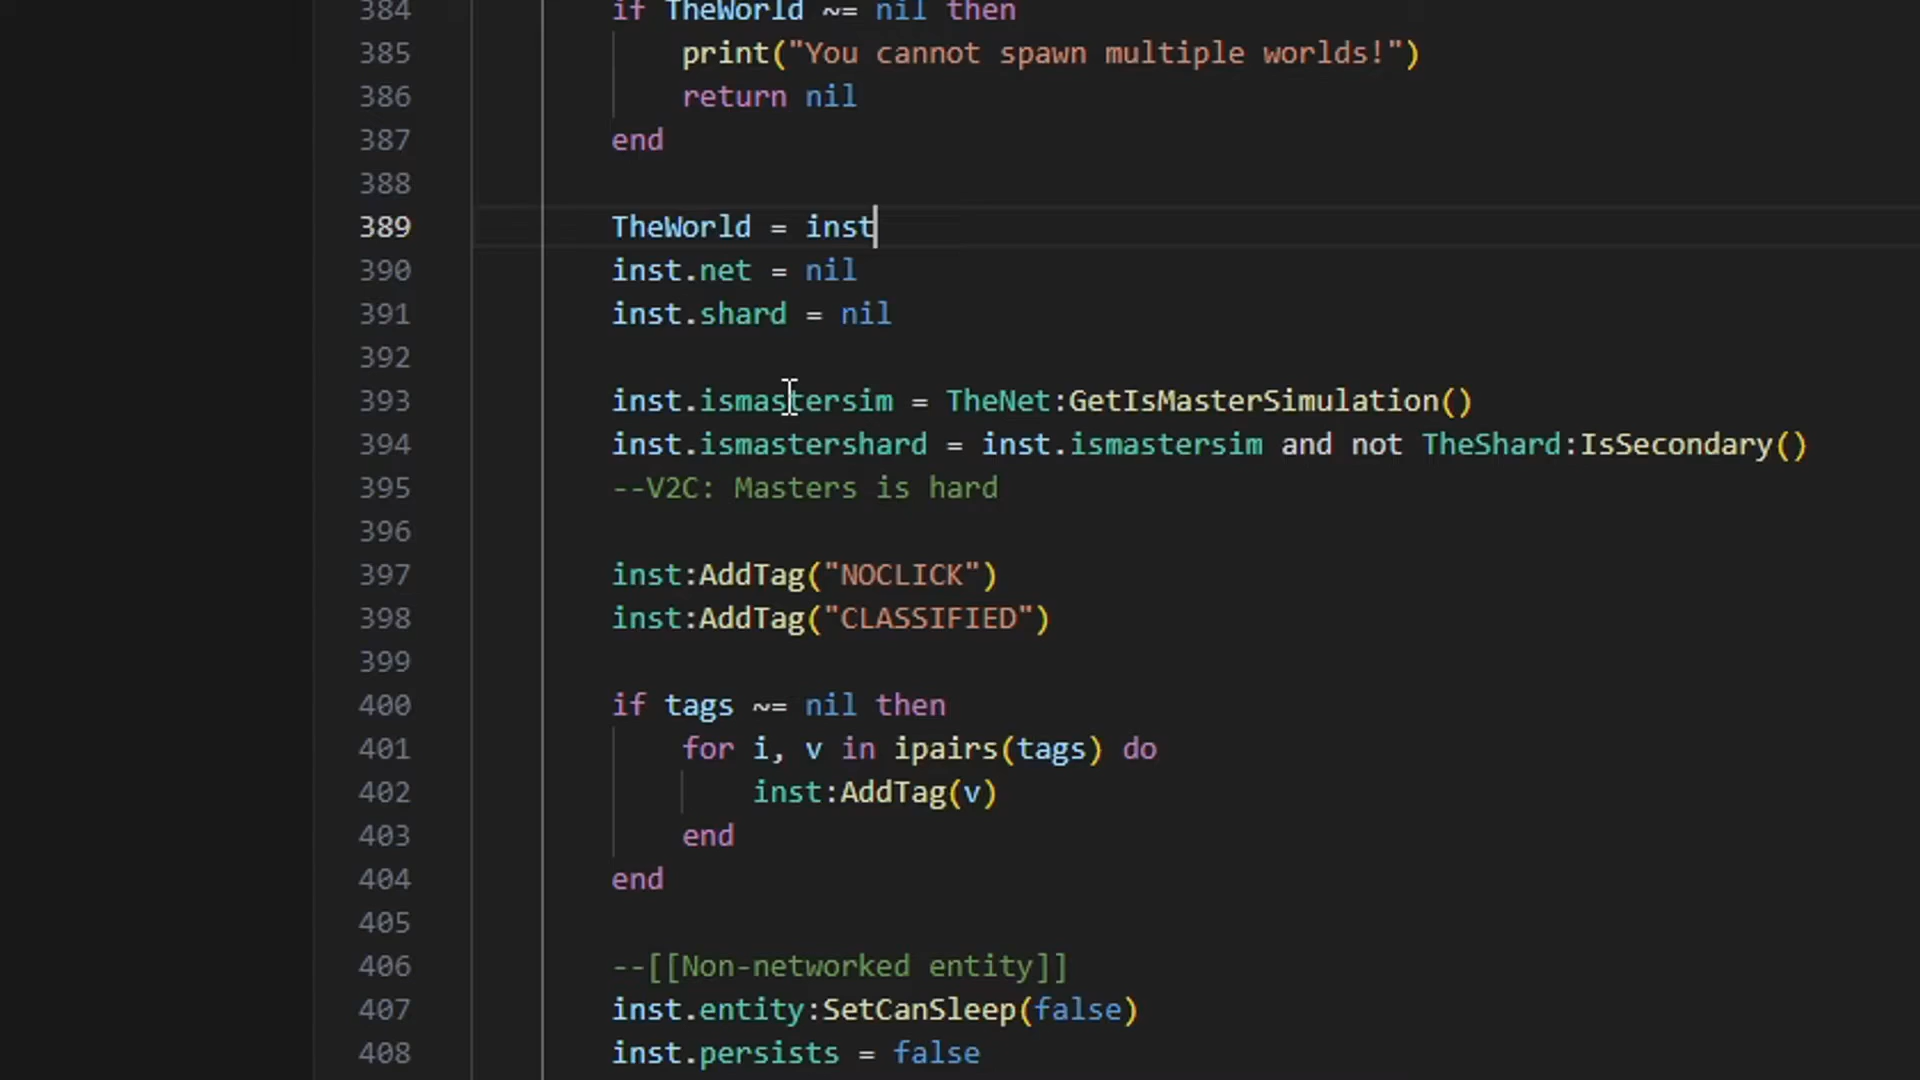 384 if TheWorld ~= nil then
385 print("You cannot spawn multiple worlds!")
386 return nil
387 end
388
389 TheWorld = inst
390 inst.net = nil
391 inst.shard = nil
392
393 inst.ismastersim = TheNet:GetIsMasterSimulation()
394 inst.ismastershard = inst.ismastersim and not TheShard:IsSecondary()
395 --V2C: Masters is hard
396
397 inst:AddTag("NOCLICK")
398 inst:AddTag("CLASSIFIED")
399
400 if tags ~= nil then
401 for i, v in ipairs(tags) do
402 inst:AddTag(v)
403 end
404 end
405
406 --[[Non-networked entity]]
407 inst.entity:SetCanSleep(false)
408 inst.persists = false